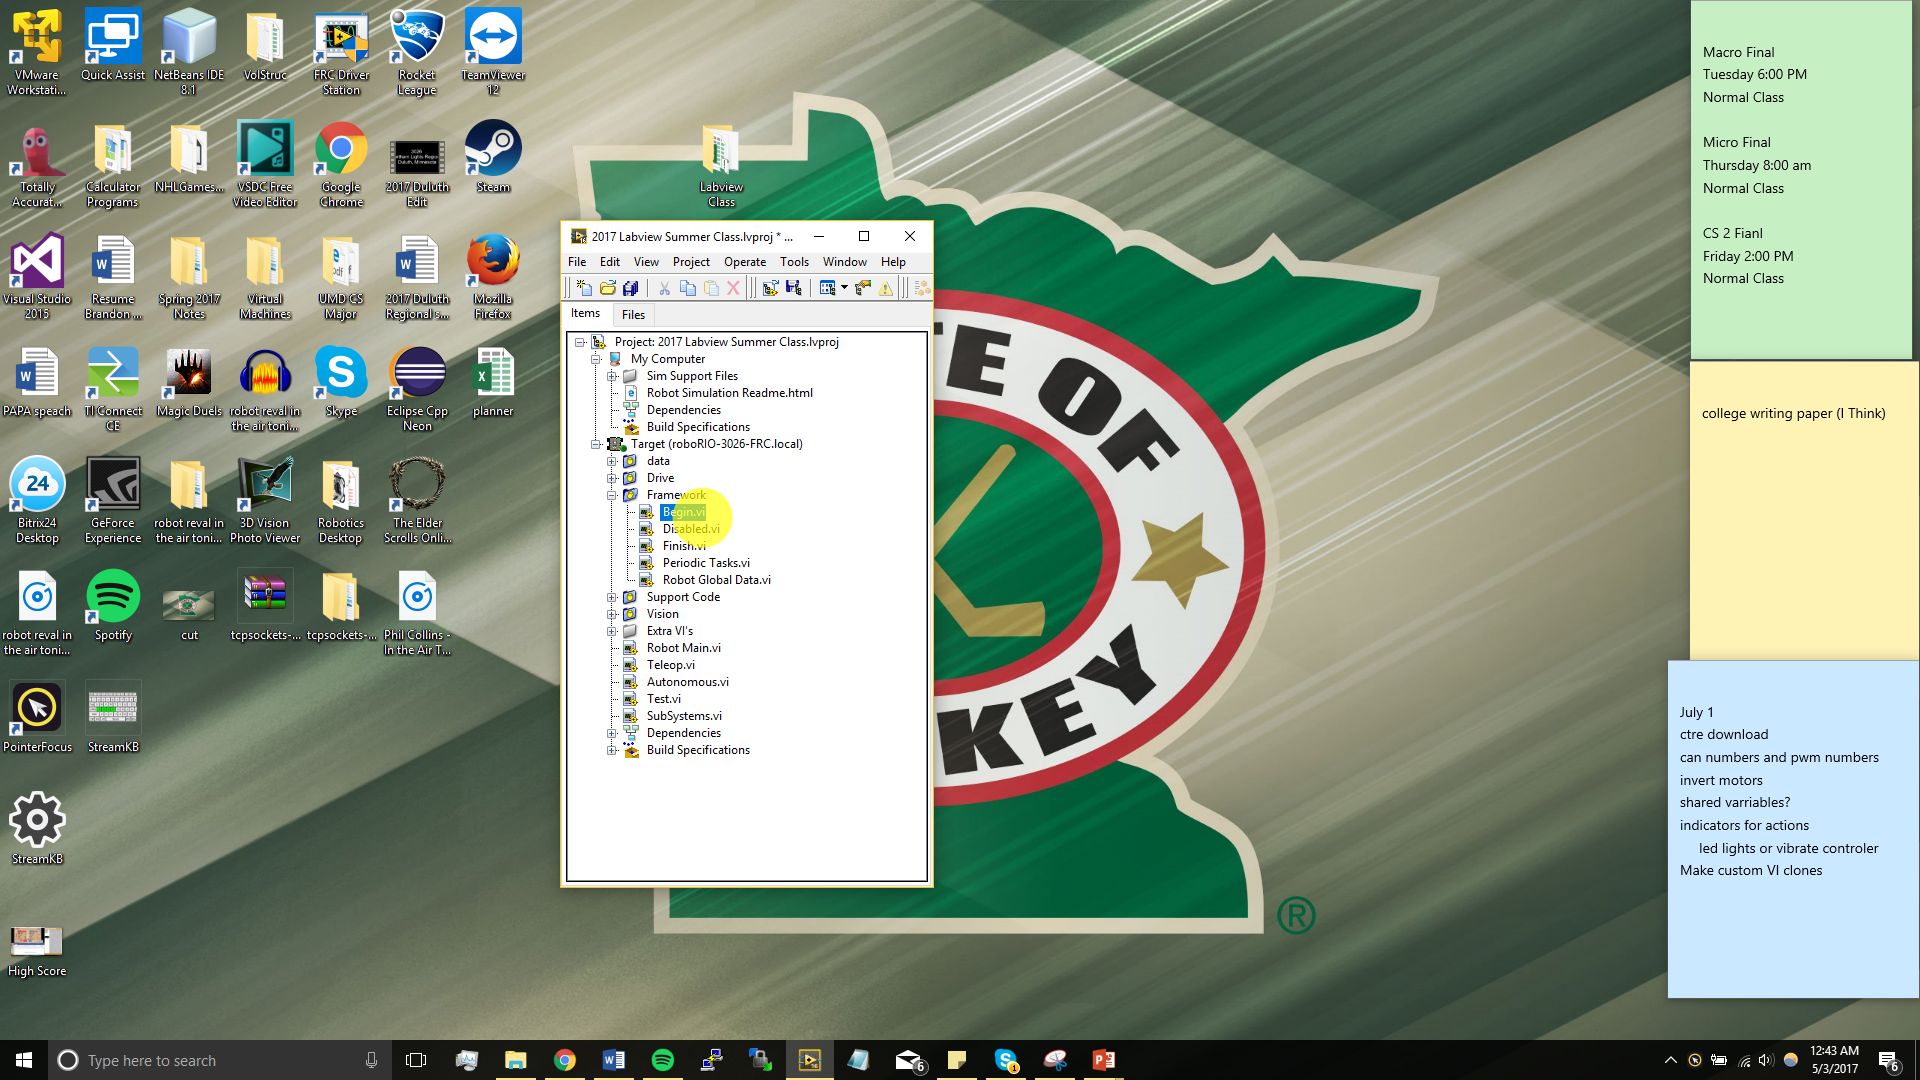 VMware
Workstati...
Quick Assist
NetBeans IDE
8.1
VolStruc
FRC Driver
Station
Rocket
League
TeamViewer
12
Totally
Accurat...
Calculator
Programs
NHLGames...
VSDC Free
Video Editor
Google
Chrome
2017 Duluth
Edit
Steam
Labview
Class
Visual Studio
2015
Resume
Brandon ...
Spring 2017
Notes
Virtual
Machines
UMD CS
Major
2017 Duluth
Regional s...
Mozilla
Firefox
PAPA speach
TI Connect
CE
Magic Duels
robot reval in
the air toni...
Skype
Eclipse Cpp
Neon
planner
24
Bitrix24
Desktop
GeForce
Experience
robot reval in
the air toni...
3D Vision
Photo Viewer
Robotics
Desktop
The Elder
Scrolls Onli...
robot reval in
the air toni...
Spotify
cut
tcpsockets-...
tcpsockets-...
Phil Collins -
In the Air T...
PointerFocus
StreamKB
StreamKB
High Score
2017 Labview Summer Class.lvproj * ...
File Edit View Project Operate Tools Window Help
Items Files
Project: 2017 Labview Summer Class.lvproj
My Computer
Sim Support Files
Robot Simulation Readme.html
Dependencies
Build Specifications
Target (roboRIO-3026-FRC.local)
data
Drive
Framework
Begin.vi
Disabled.vi
Finish.vi
Periodic Tasks.vi
Robot Global Data.vi
Support Code
Vision
Extra VI's
Robot Main.vi
Teleop.vi
Autonomous.vi
Test.vi
SubSystems.vi
Dependencies
Build Specifications
TE OF
KEY
®
Macro Final
Tuesday 6:00 PM
Normal Class
Micro Final
Thursday 8:00 am
Normal Class
CS 2 Fianl
Friday 2:00 PM
Normal Class
college writing paper (I Think)
July 1
ctre download
can numbers and pwm numbers
invert motors
shared varriables?
indicators for actions
led lights or vibrate controler
Make custom VI clones
Type here to search
6
1
12:43 AM
5/3/2017
6